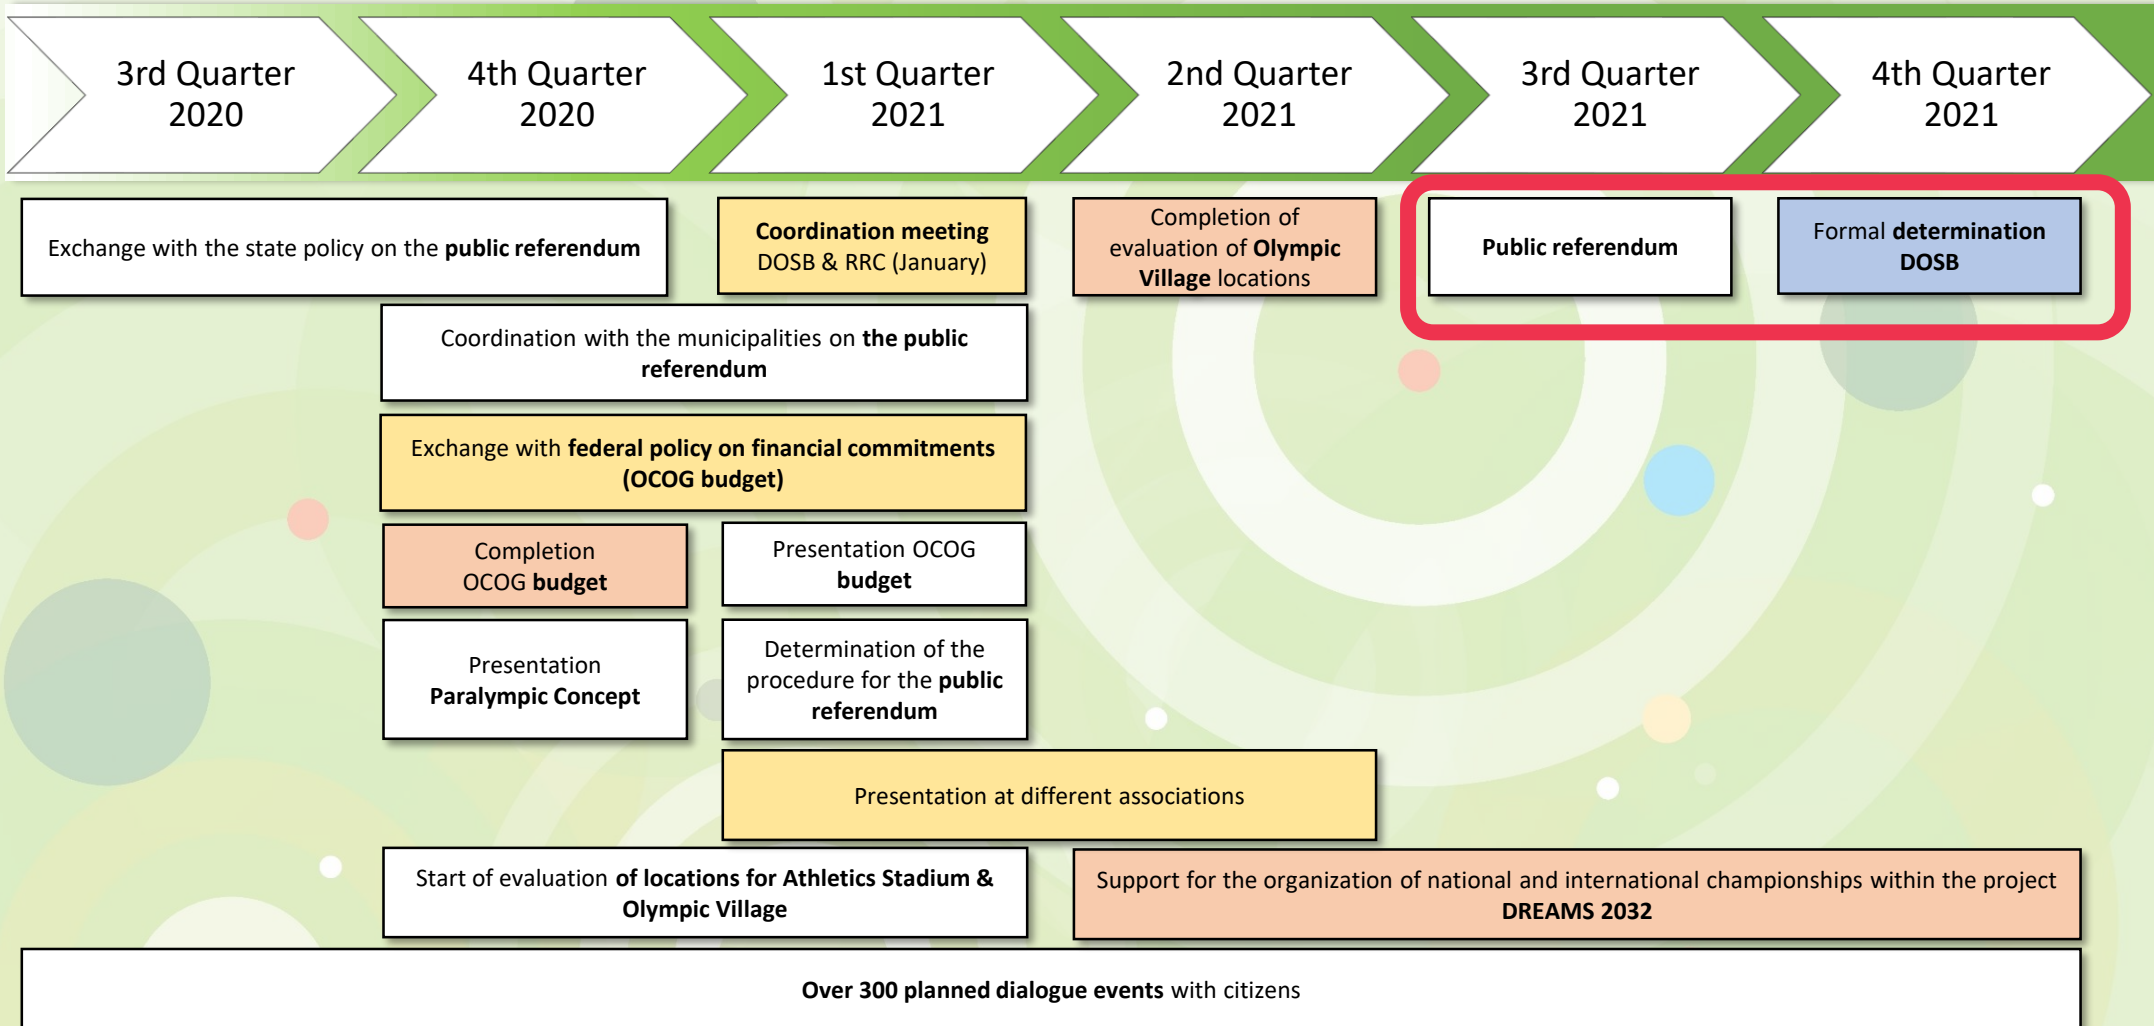 3rd Quarter
2020
4th Quarter
2020
1st Quarter
2021
2nd Quarter
2021
3rd Quarter
2021
4th Quarter
2021
Exchange with the state policy on the public referendum
Coordination meeting
DOSB & RRC (January)
Completion of
evaluation of Olympic
Village locations
Public referendum
Formal determination
DOSB
Coordination with the municipalities on the public
referendum
Exchange with federal policy on financial commitments
(OCOG budget)
Completion
OCOG budget
Presentation OCOG
budget
Presentation
Paralympic Concept
Determination of the
procedure for the public
referendum
Presentation at different associations
Start of evaluation of locations for Athletics Stadium &
Olympic Village
Support for the organization of national and international championships within the project
DREAMS 2032
Over 300 planned dialogue events with citizens